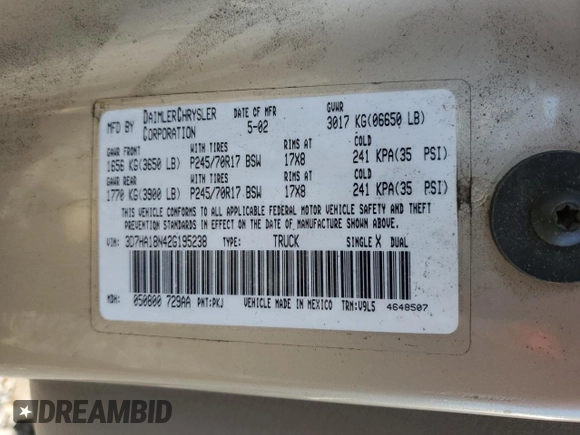 MFD BY DAIMLERCHRYSLER CORPORATION DATE OF MFR 5-02 GVWR 3017 KG(06650 LB)
GAWR FRONT WITH TIRES RIMS AT COLD
1656 KG(3650 LB) P245/70R17 BSW 17X8 241 KPA(35 PSI)
GAWR REAR WITH TIRES RIMS AT COLD
1770 KG(3900 LB) P245/70R17 BSW 17X8 241 KPA(35 PSI)
THIS VEHICLE CONFORMS TO ALL APPLICABLE FEDERAL MOTOR VEHICLE SAFETY AND THEFT
PREVENTION STANDARDS IN EFFECT ON THE DATE OF MANUFACTURE SHOWN ABOVE.
VIN: 3D7HA18N42G195238 TYPE: TRUCK SINGLE X DUAL
MDH: 050800 729AA PNT:PKJ VEHICLE MADE IN MEXICO TRM:V9L5 4648507
DREAMBID